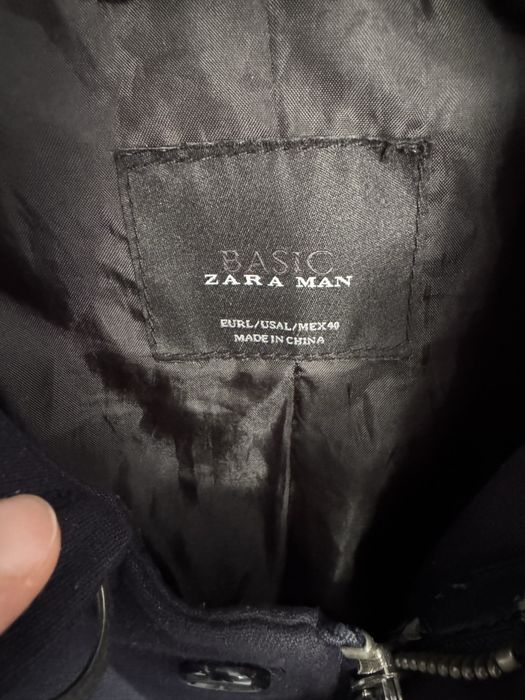 BASIC
ZARA MAN
EURL/USAL/MEX40
MADE IN CHINA